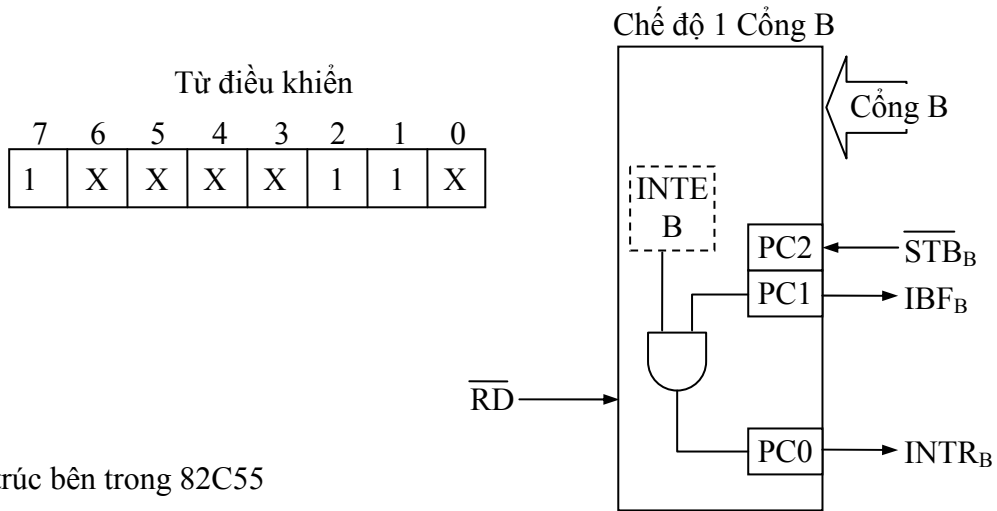 Chế độ 1 Cổng B
Từ điều khiển
7 6 5 4 3 2 1 0
1 X X X X 1 1 X
Cổng B
INTE
B
PC2
STB_B
PC1
IBF_B
RD
PC0
INTR_B
trúc bên trong 82C55